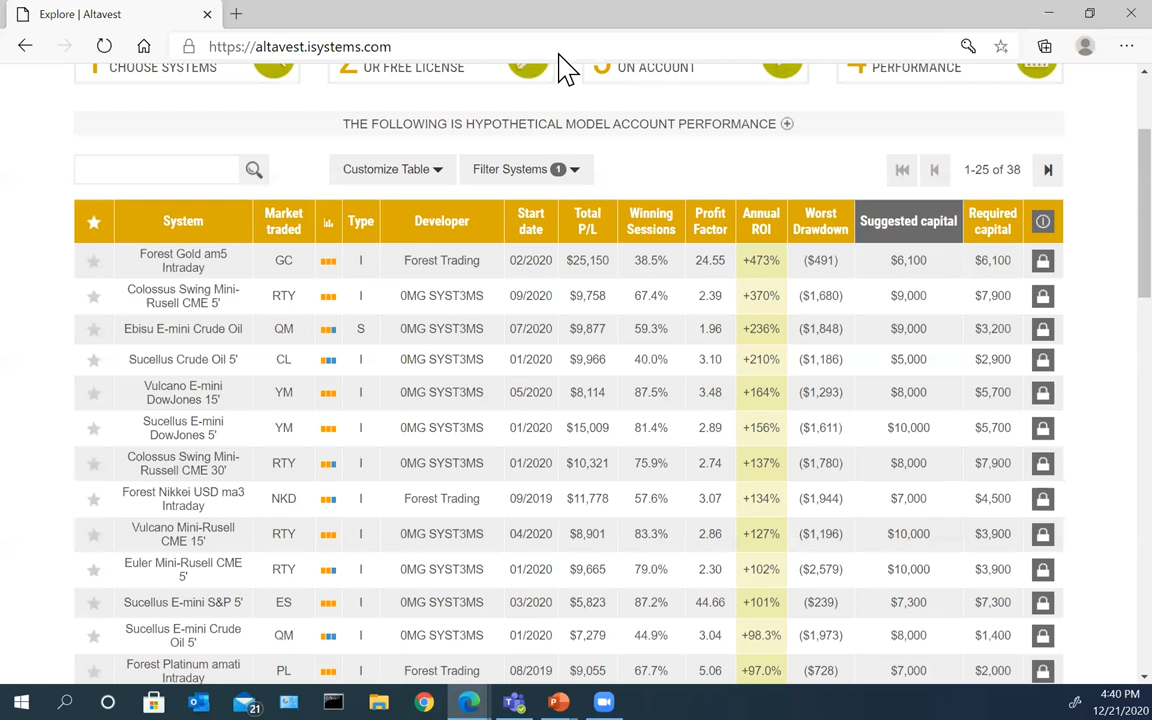 Explore | Altavest
https://altavest.isystems.com
1 CHOOSE SYSTEMS
2 OR FREE LICENSE
3 ON ACCOUNT
4 PERFORMANCE
THE FOLLOWING IS HYPOTHETICAL MODEL ACCOUNT PERFORMANCE
Customize Table Filter Systems 1 1-25 of 38
System Market traded Type Developer Start date Total P/L Winning Sessions Profit Factor Annual ROI Worst Drawdown Suggested capital Required capital
Forest Gold am5 Intraday GC I Forest Trading 02/2020 $25,150 38.5% 24.55 +473% ($491) $6,100 $6,100
Colossus Swing Mini-Rusell CME 5' RTY I 0MG SYST3MS 09/2020 $9,758 67.4% 2.39 +370% ($1,680) $9,000 $7,900
Ebisu E-mini Crude Oil QM S 0MG SYST3MS 07/2020 $9,877 59.3% 1.96 +236% ($1,848) $9,000 $3,200
Sucellus Crude Oil 5' CL I 0MG SYST3MS 01/2020 $9,966 40.0% 3.10 +210% ($1,186) $5,000 $2,900
Vulcano E-mini DowJones 15' YM I 0MG SYST3MS 05/2020 $8,114 87.5% 3.48 +164% ($1,293) $8,000 $5,700
Sucellus E-mini DowJones 5' YM I 0MG SYST3MS 01/2020 $15,009 81.4% 2.89 +156% ($1,611) $10,000 $5,700
Colossus Swing Mini-Russell CME 30' RTY I 0MG SYST3MS 01/2020 $10,321 75.9% 2.74 +137% ($1,780) $8,000 $7,900
Forest Nikkei USD ma3 Intraday NKD I Forest Trading 09/2019 $11,778 57.6% 3.07 +134% ($1,944) $7,000 $4,500
Vulcano Mini-Rusell CME 15' RTY I 0MG SYST3MS 04/2020 $8,901 83.3% 2.86 +127% ($1,196) $10,000 $3,900
Euler Mini-Rusell CME 5' RTY I 0MG SYST3MS 01/2020 $9,665 79.0% 2.30 +102% ($2,579) $10,000 $3,900
Sucellus E-mini S&P 5' ES I 0MG SYST3MS 03/2020 $5,823 87.2% 44.66 +101% ($239) $7,300 $7,300
Sucellus E-mini Crude Oil 5' QM I 0MG SYST3MS 01/2020 $7,279 44.9% 3.04 +98.3% ($1,973) $8,000 $1,400
Forest Platinum amati Intraday PL I Forest Trading 08/2019 $9,055 67.7% 5.06 +97.0% ($728) $7,000 $2,000
21
4:40 PM
12/21/2020